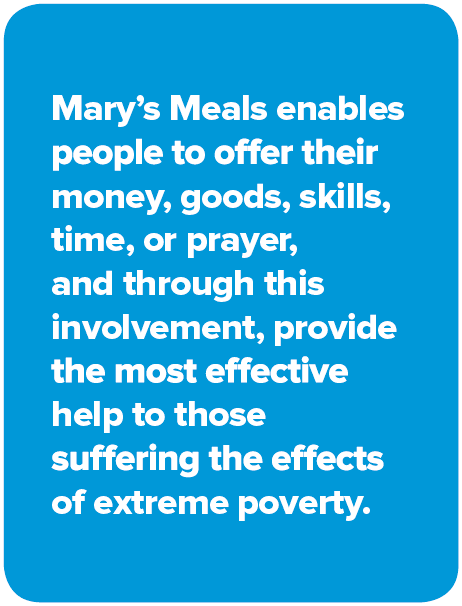 Mary’s Meals enables
people to offer their
money, goods, skills,
time, or prayer,
and through this
involvement, provide
the most effective
help to those
suffering the effects
of extreme poverty.